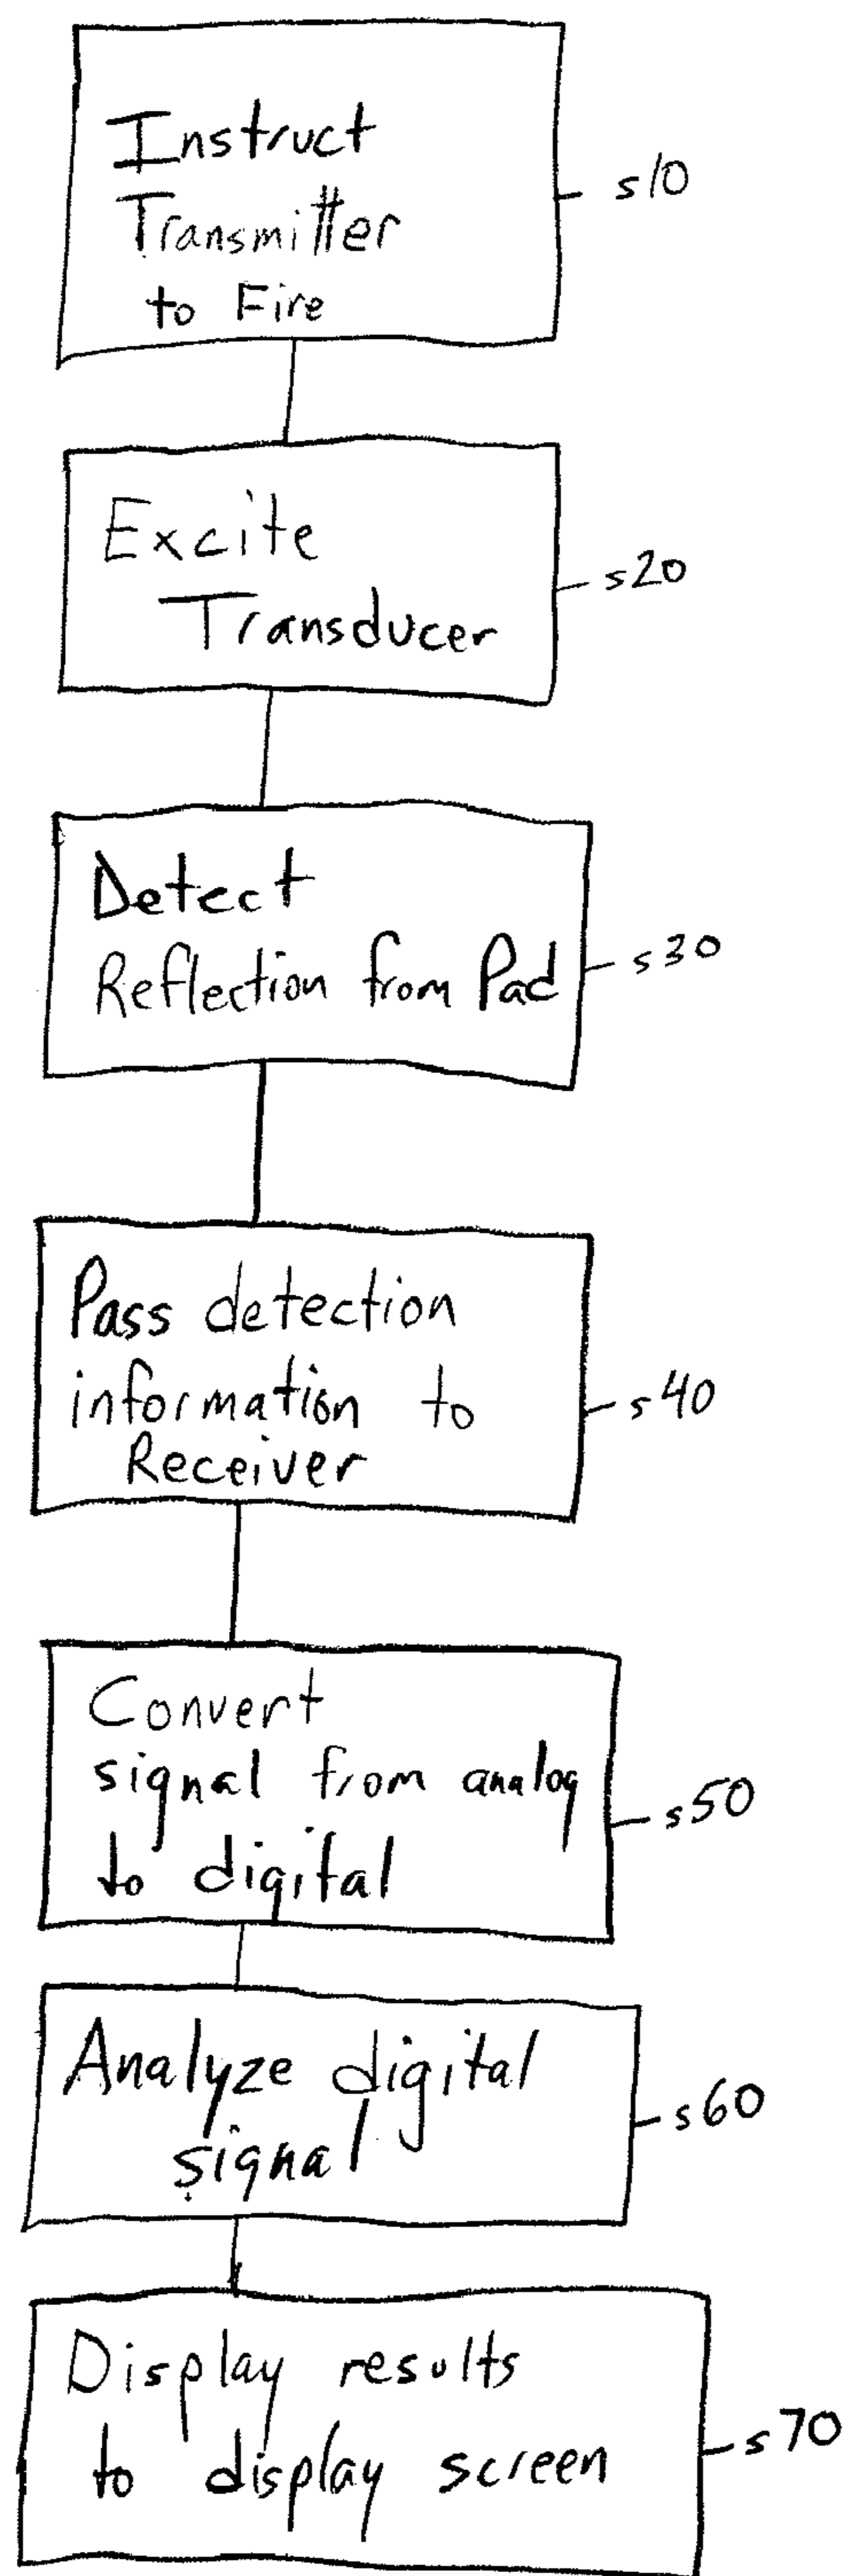 Instruct
Transmitter
to Fire
s10
Excite
Transducer
s20
Detect
Reflection from Pad
s30
Pass detection
information to
Receiver
s40
Convert
signal from analog
to digital
s50
Analyze digital
signal
s60
Display results
to display screen
s70